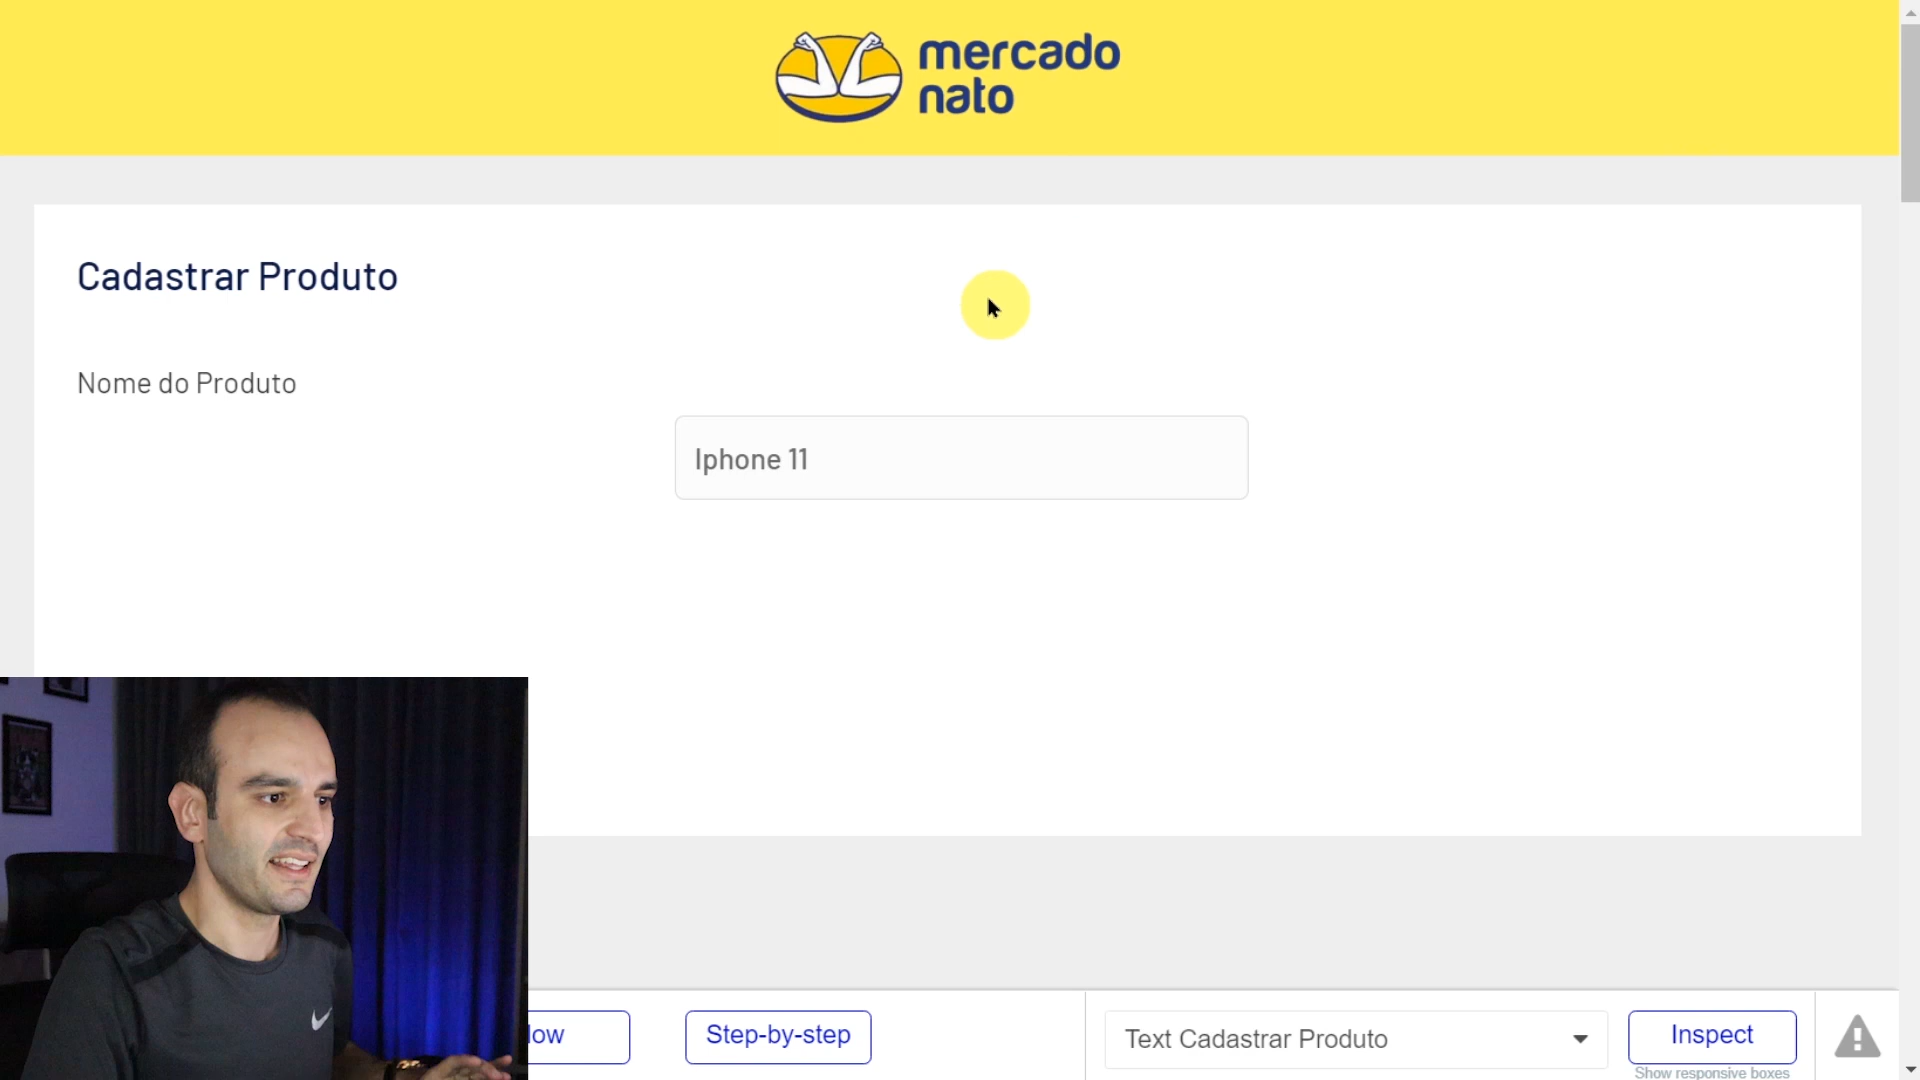 mercado
nato
Cadastrar Produto
Nome do Produto
Iphone 11
low
Step-by-step
Text Cadastrar Produto
Inspect
Show responsive boxes